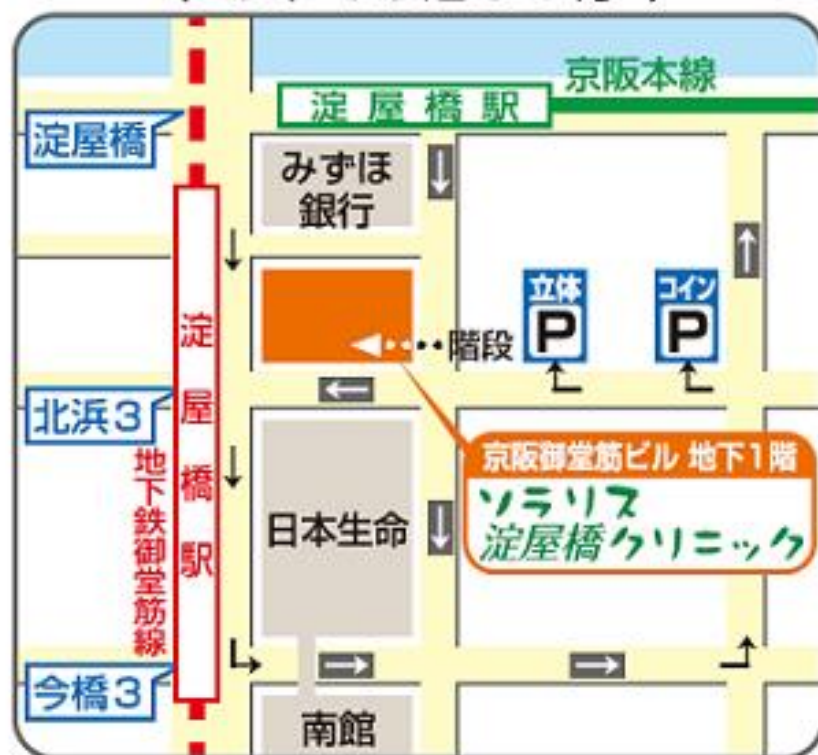 京阪本線
淀屋橋駅
淀屋橋
みずほ
銀行
立体
P
コイン
P
階段
淀屋橋駅
北浜3
地下鉄御堂筋線
京阪御堂筋ビル 地下1階
ソラリス
淀屋橋クリニック
日本生命
今橋3
南館